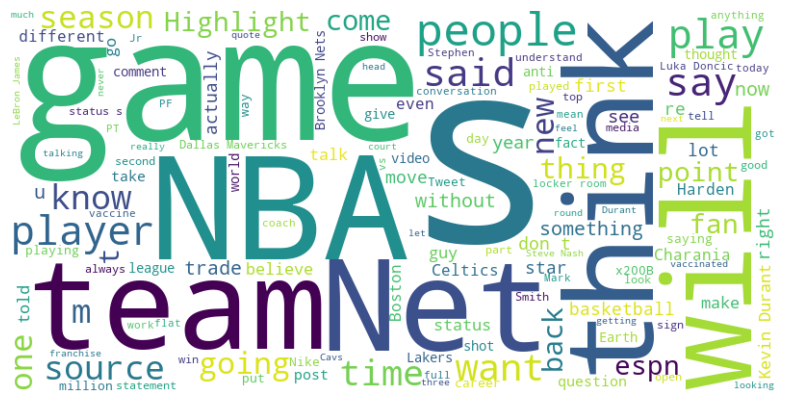 much
season
Highlight
come
people
play
anything
different
go
Jr
quote
show
Stephen
understand
thought
game
think
Will
LeBron James
never
comment
actually
Brooklyn Nets
said
anti
played
first
say
Luka Doncic
today
now
status s
PF
way
head
conversation
top
PT
give
even
new
mean
feel
see
media
re
tell
next
talking
really
Dallas Mavericks
court
day
year
fact
lot
got
second
world
talk
vs
video
S
thing
point
good
take
NBA
move
Tweet
locker room
Harden
u
know
vaccine
without
round
Durant
fan
player
t
coach
let
something
saying
right
playing
guy
part
don t
Steve Nash
vaccinated
always
league
trade
believe
Boston
Celtics
star
Mark
x200B
look
Charania
Kevin Durant
told
m
team
Net
Smith
basketball
make
one
work
flat
status
back
getting
Earth
sign
franchise
win
Nike
Cavs
Lakers
shot
espn
source
going
time
want
question
open
million
statement
put
post
full
three
career
looking